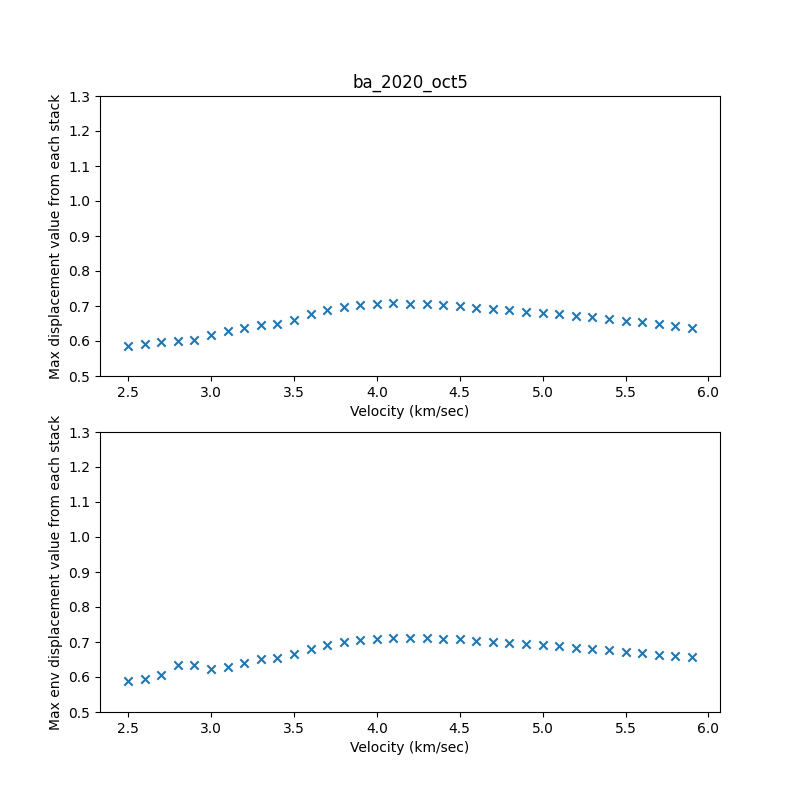 ba_2020_oct5
Max displacement value from each stack
1.3
1.2
1.1
1.0
0.9
0.8
0.7
0.6
0.5
2.5 3.0 3.5 4.0 4.5 5.0 5.5 6.0
Velocity (km/sec)
Max env displacement value from each stack
1.3
1.2
1.1
1.0
0.9
0.8
0.7
0.6
0.5
2.5 3.0 3.5 4.0 4.5 5.0 5.5 6.0
Velocity (km/sec)